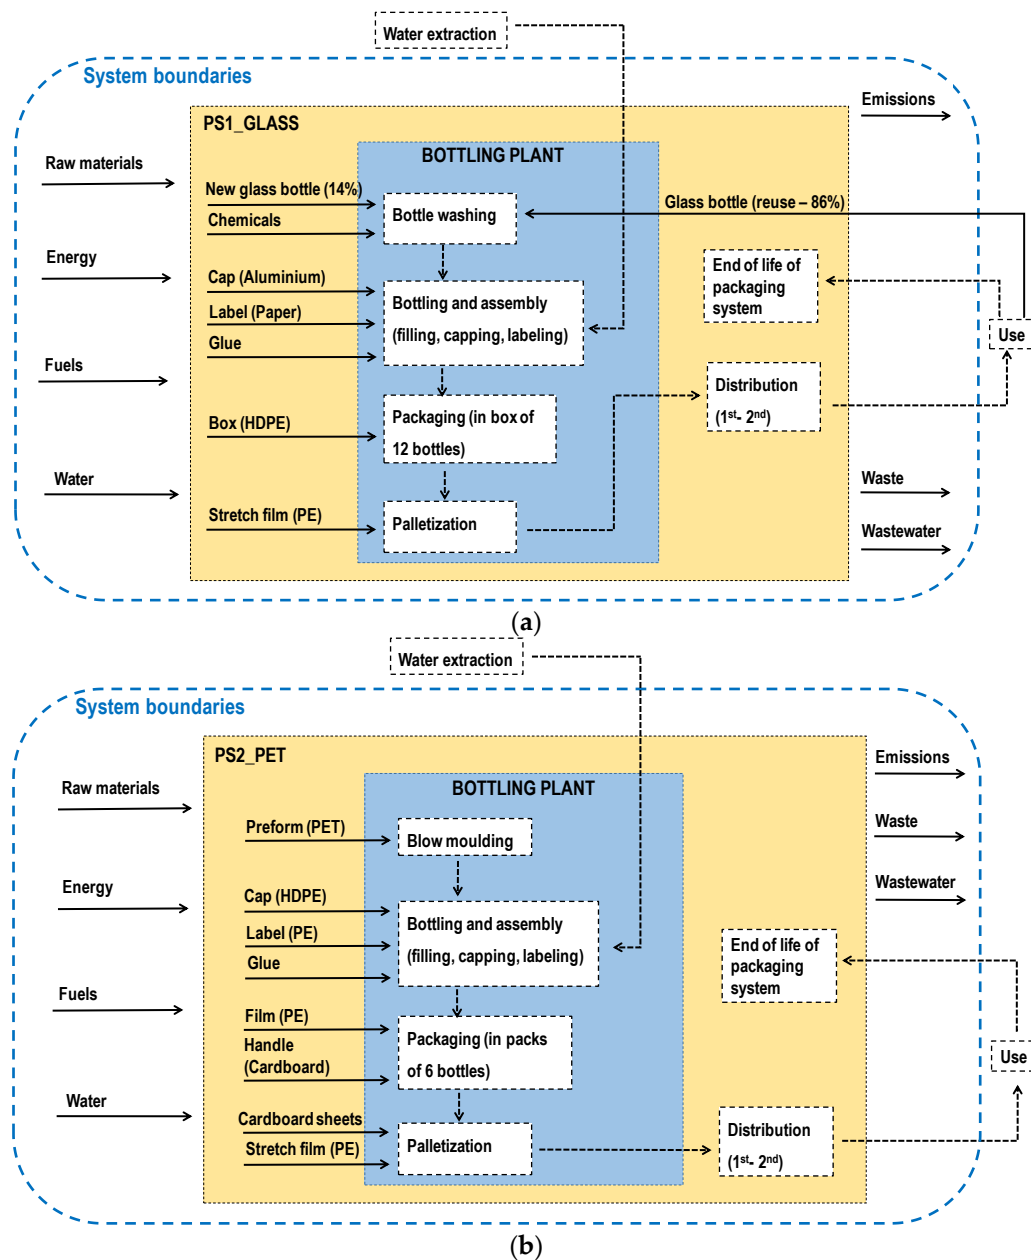 Water extraction
System boundaries
Emissions
PS1_GLASS
BOTTLING PLANT
Raw materials
New glass bottle (14%)
Glass bottle (reuse – 86%)
Bottle washing
Chemicals
Energy
End of life of
packaging
system
Cap (Aluminium)
Bottling and assembly
Label (Paper)
(filling, capping, labeling)
Glue
Use
Fuels
Distribution
(1st- 2nd)
Box (HDPE)
Packaging (in box of
12 bottles)
Water
Waste
Stretch film (PE)
Palletization
Wastewater
(a)
Water extraction
System boundaries
PS2_PET
Emissions
BOTTLING PLANT
Raw materials
Preform (PET)
Blow moulding
Waste
Energy
Wastewater
Cap (HDPE)
Bottling and assembly
Label (PE)
(filling, capping, labeling)
Glue
End of life of
packaging
system
Fuels
Film (PE)
Handle
(Cardboard)
Packaging (in packs
of 6 bottles)
Use
Water
Cardboard sheets
Stretch film (PE)
Palletization
Distribution
(1st- 2nd)
(b)